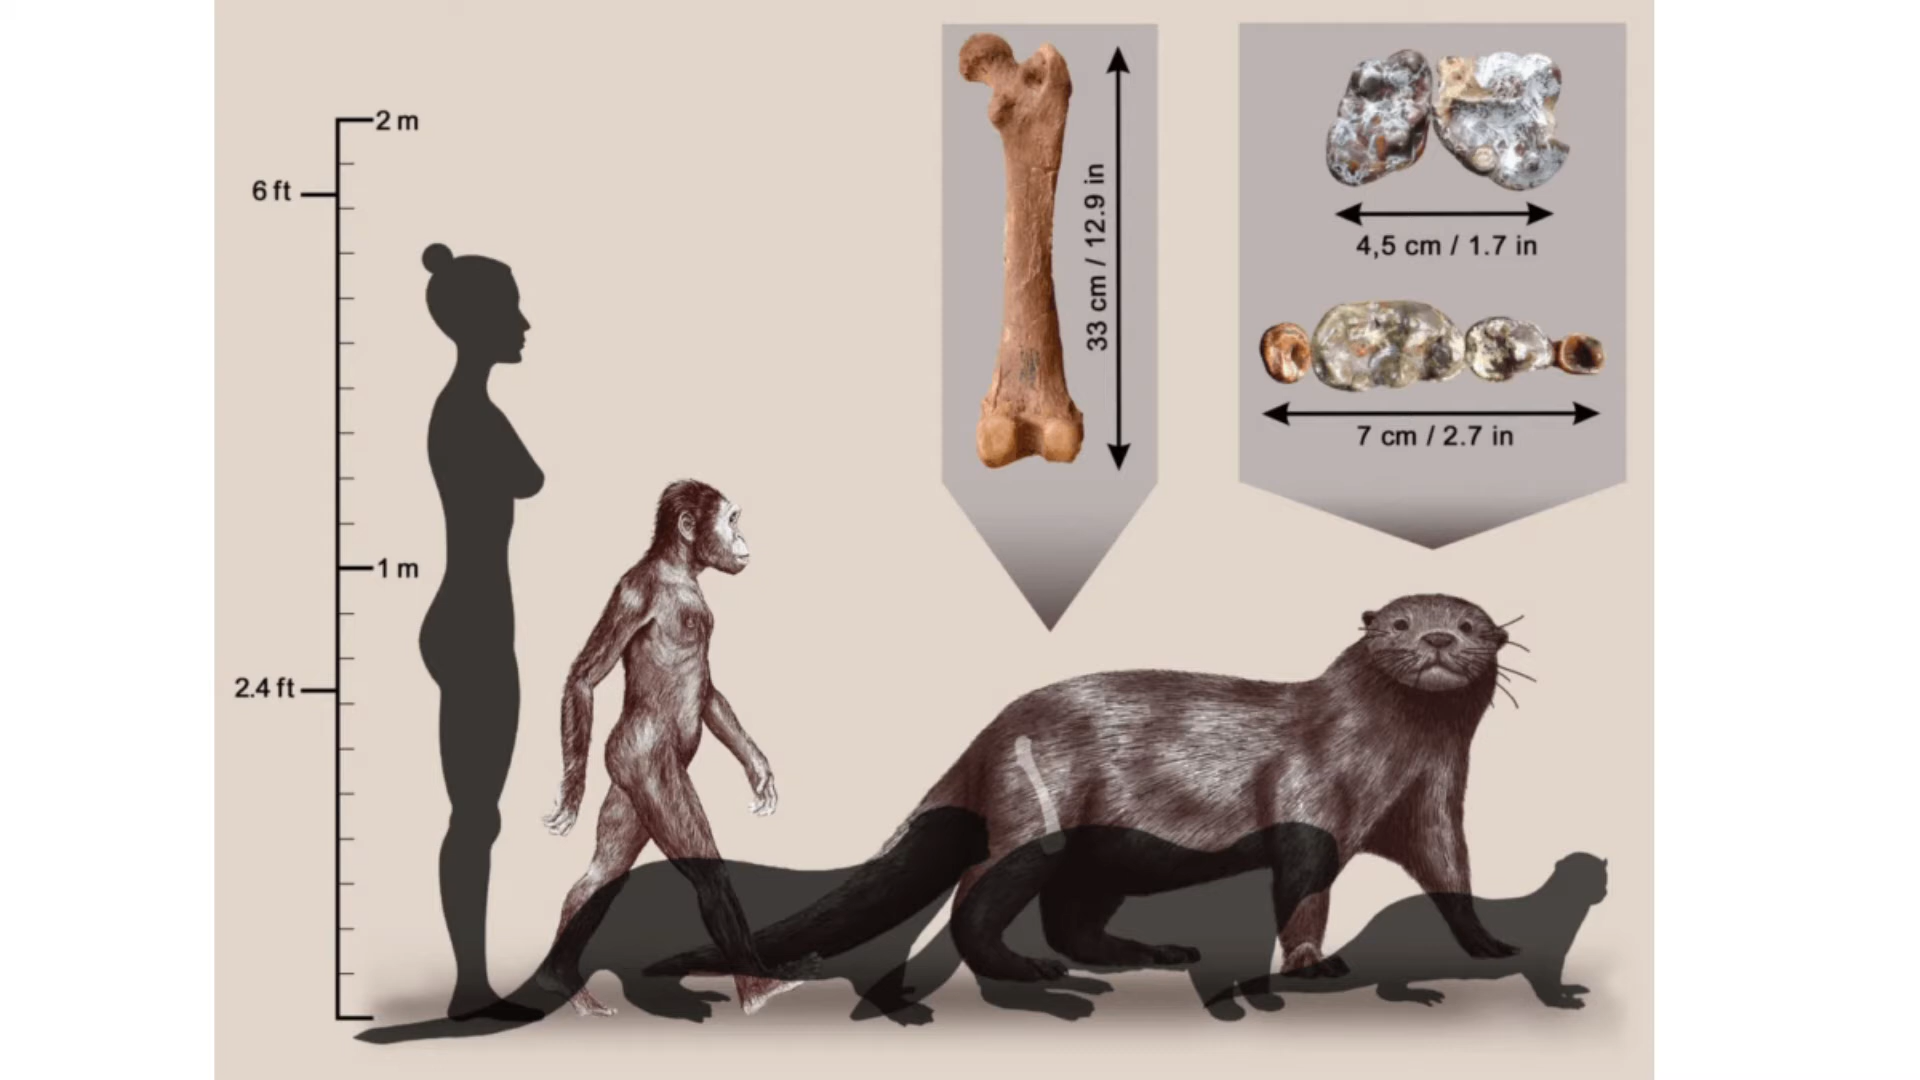 2 m
6 ft
1 m
2.4 ft
33 cm / 12.9 in
4,5 cm / 1.7 in
7 cm / 2.7 in